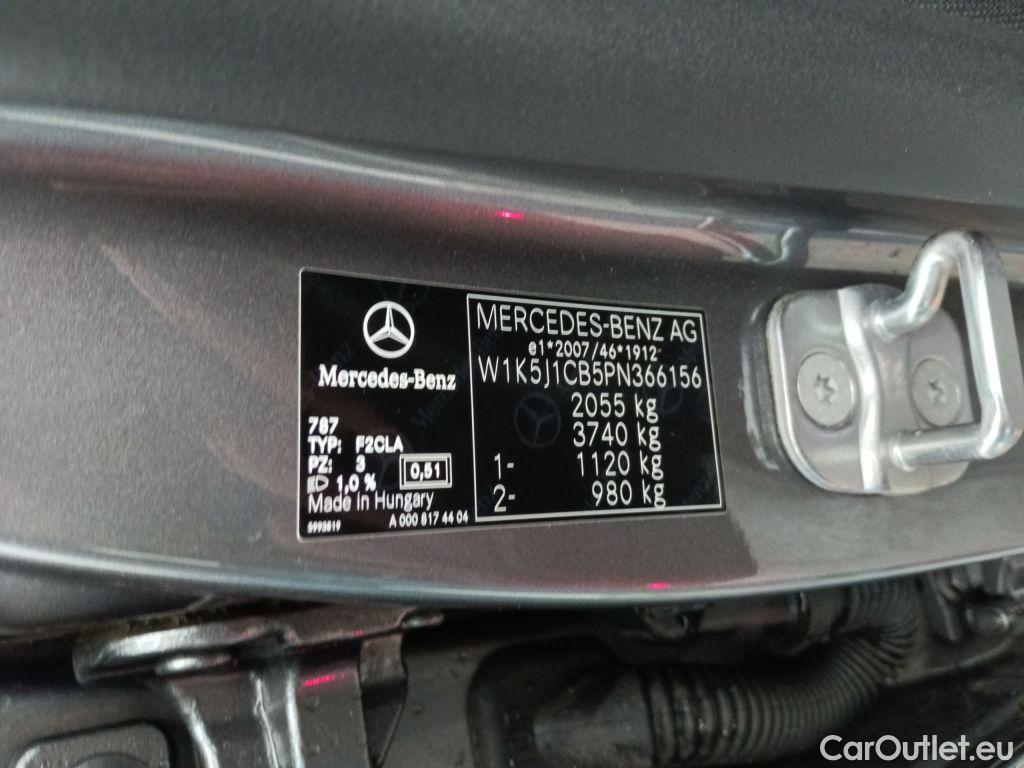 Mercedes-Benz
787
TYP: F2CLA
PZ: 3
1,0 %
0,51
Made in Hungary
5993819 A 000 817 44 04
MERCEDES-BENZ AG
e1*2007/46*1912
W1K5J1CB5PN366156
2055 kg
3740 kg
1- 1120 kg
2- 980 kg
CarOutlet.eu